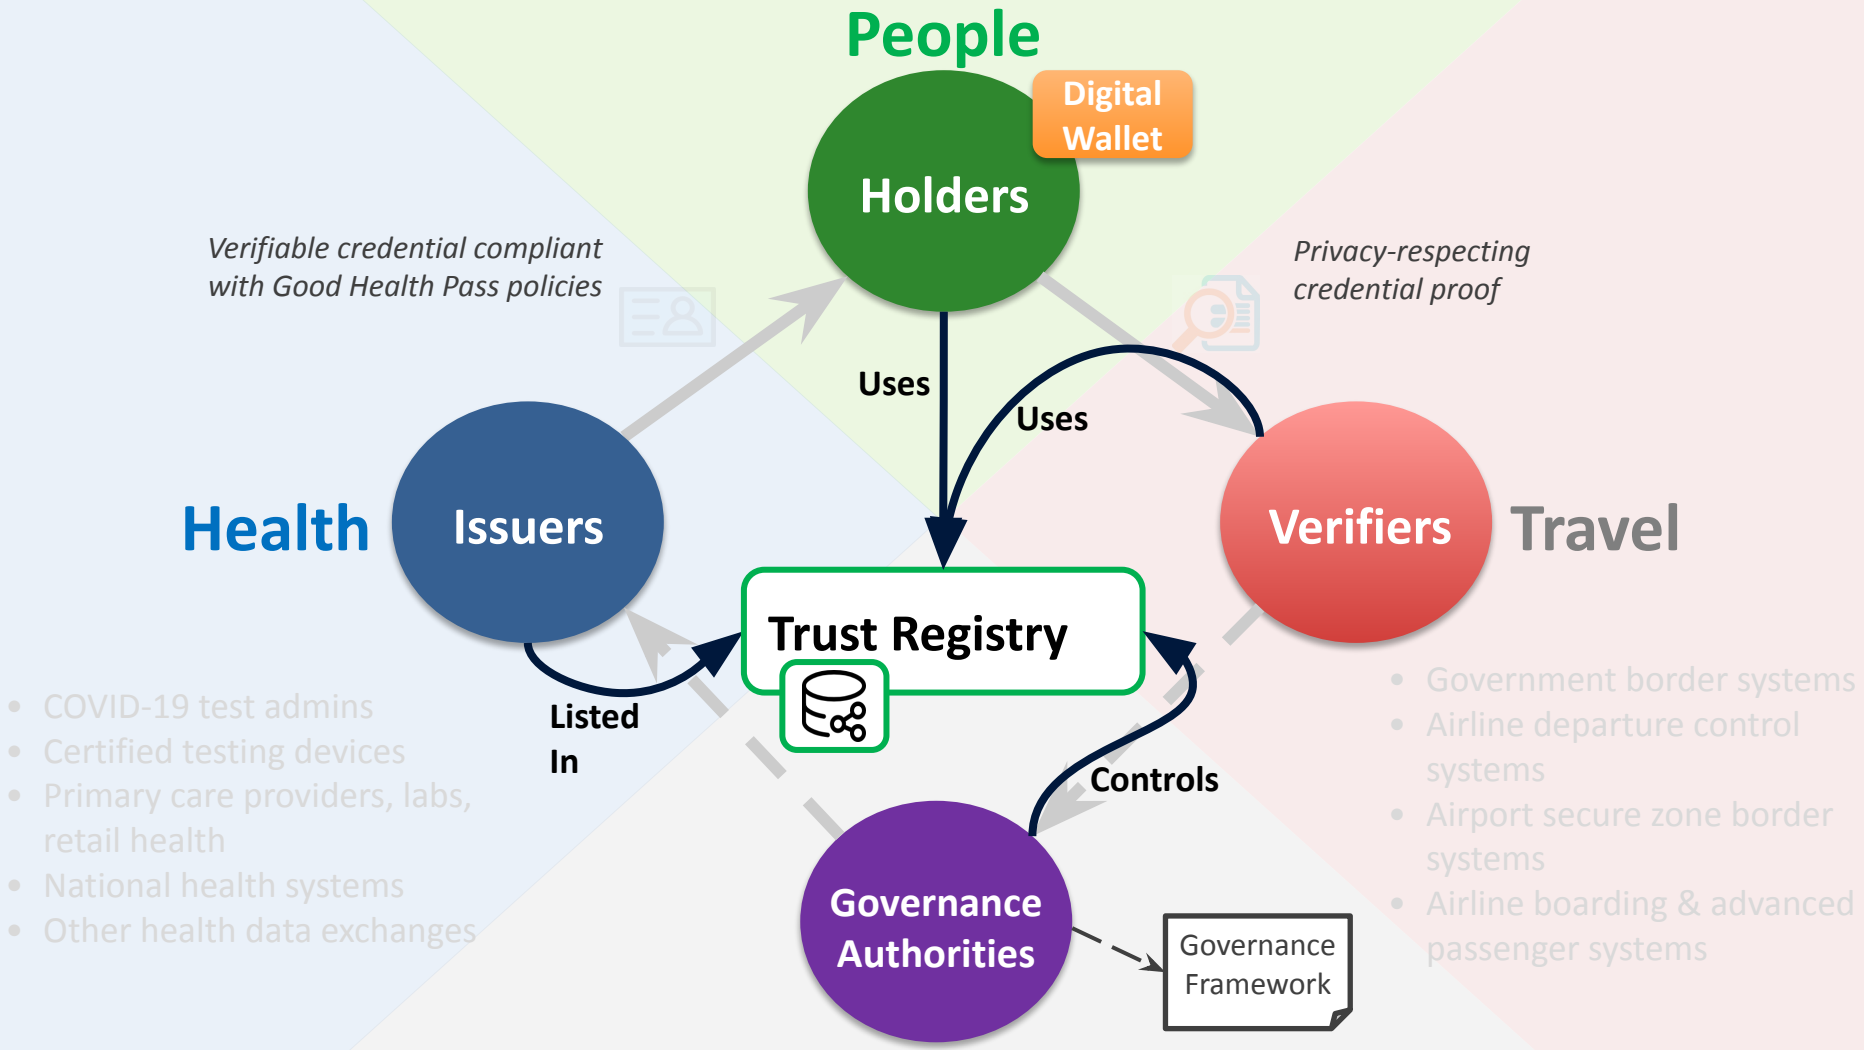 People
Digital
Wallet
Holders
Verifiable credential compliant
with Good Health Pass policies
Privacy-respecting
credential proof
Uses
Uses
Health
Issuers
Verifiers
Travel
Trust Registry
Listed
In
Controls
• COVID-19 test admins
• Certified testing devices
• Primary care providers, labs,
retail health
• National health systems
• Other health data exchanges
• Government border systems
• Airline departure control
systems
• Airport secure zone border
systems
• Airline boarding & advanced
passenger systems
Governance
Authorities
Governance
Framework